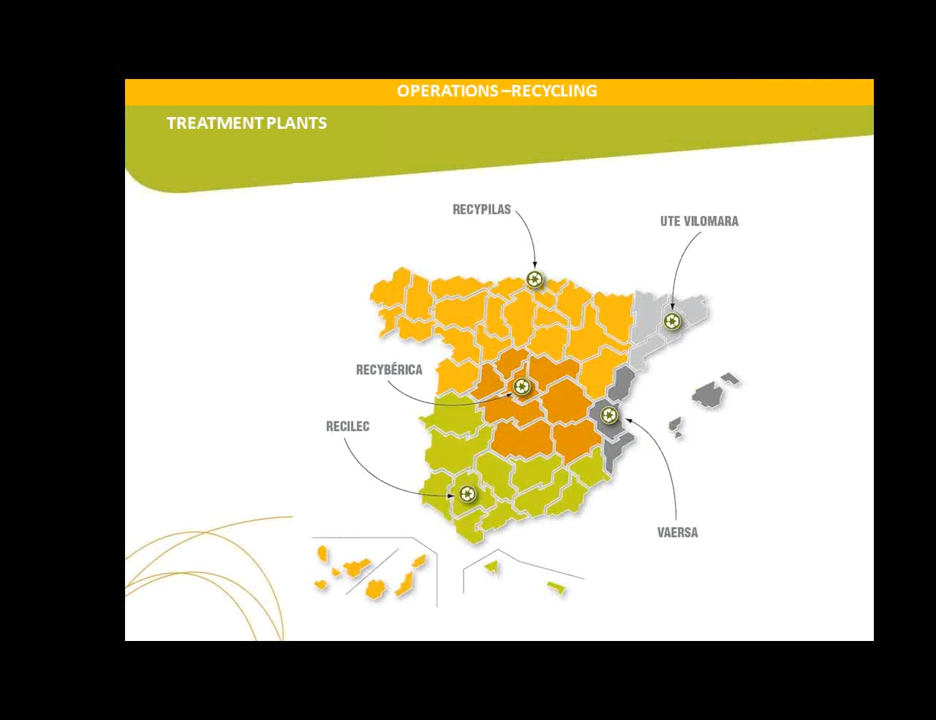 OPERATIONS –RECYCLING
TREATMENT PLANTS
RECYPILAS
UTE VILOMARA
RECYBÉRICA
RECILEC
VAERSA